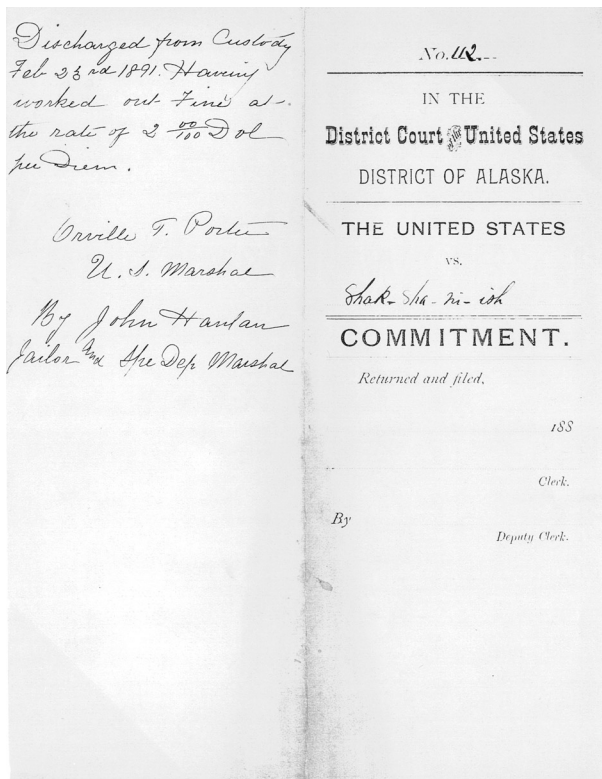 Discharged from Custody
Feb 23rd 1891. Having
worked out Fine at
the rate of 2 00/100 Dol
per Diem.
Orville T. Porter
U. S. Marshal
By John Hanlan
Jailor and Spe Dep Marshal
No. 42.
IN THE
District Court of the United States
DISTRICT OF ALASKA.
THE UNITED STATES
vs.
Shak-Sha-ni-ish
COMMITMENT.
Returned and filed,
188
Clerk.
By
Deputy Clerk.